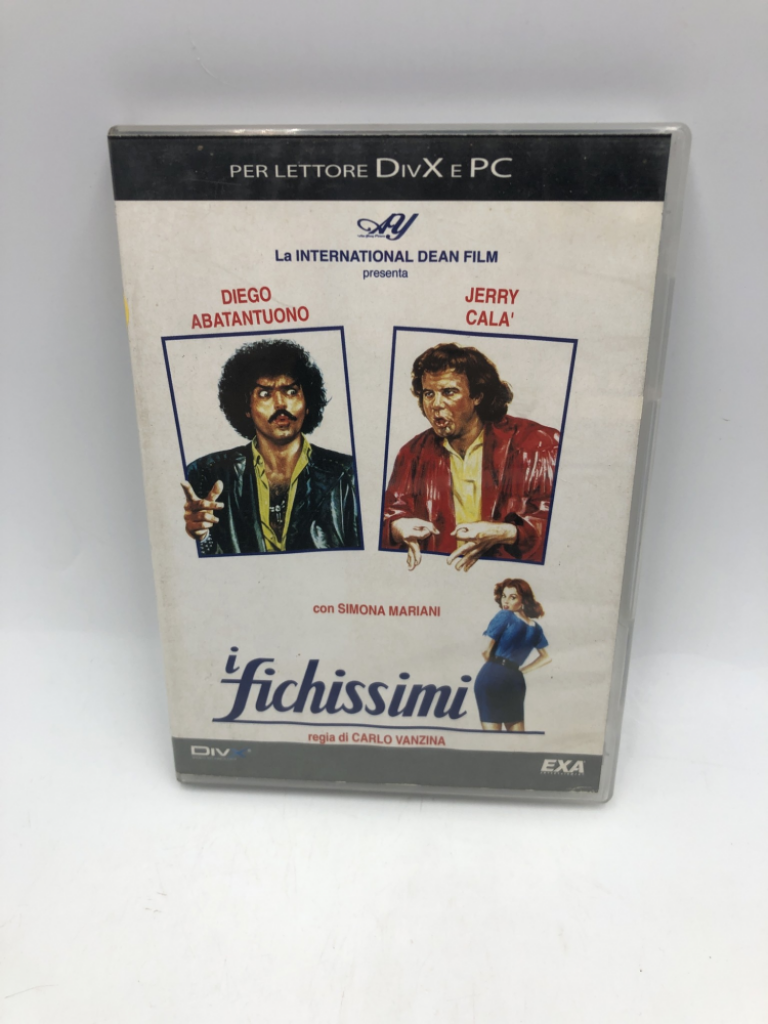 PER LETTORE DIVX E PC
La INTERNATIONAL DEAN FILM
presenta
DIEGO
ABATANTUONO
JERRY
CALA'
con SIMONA MARIANI
i fichissimi
regia di CARLO VANZINA
DIVX
EXA